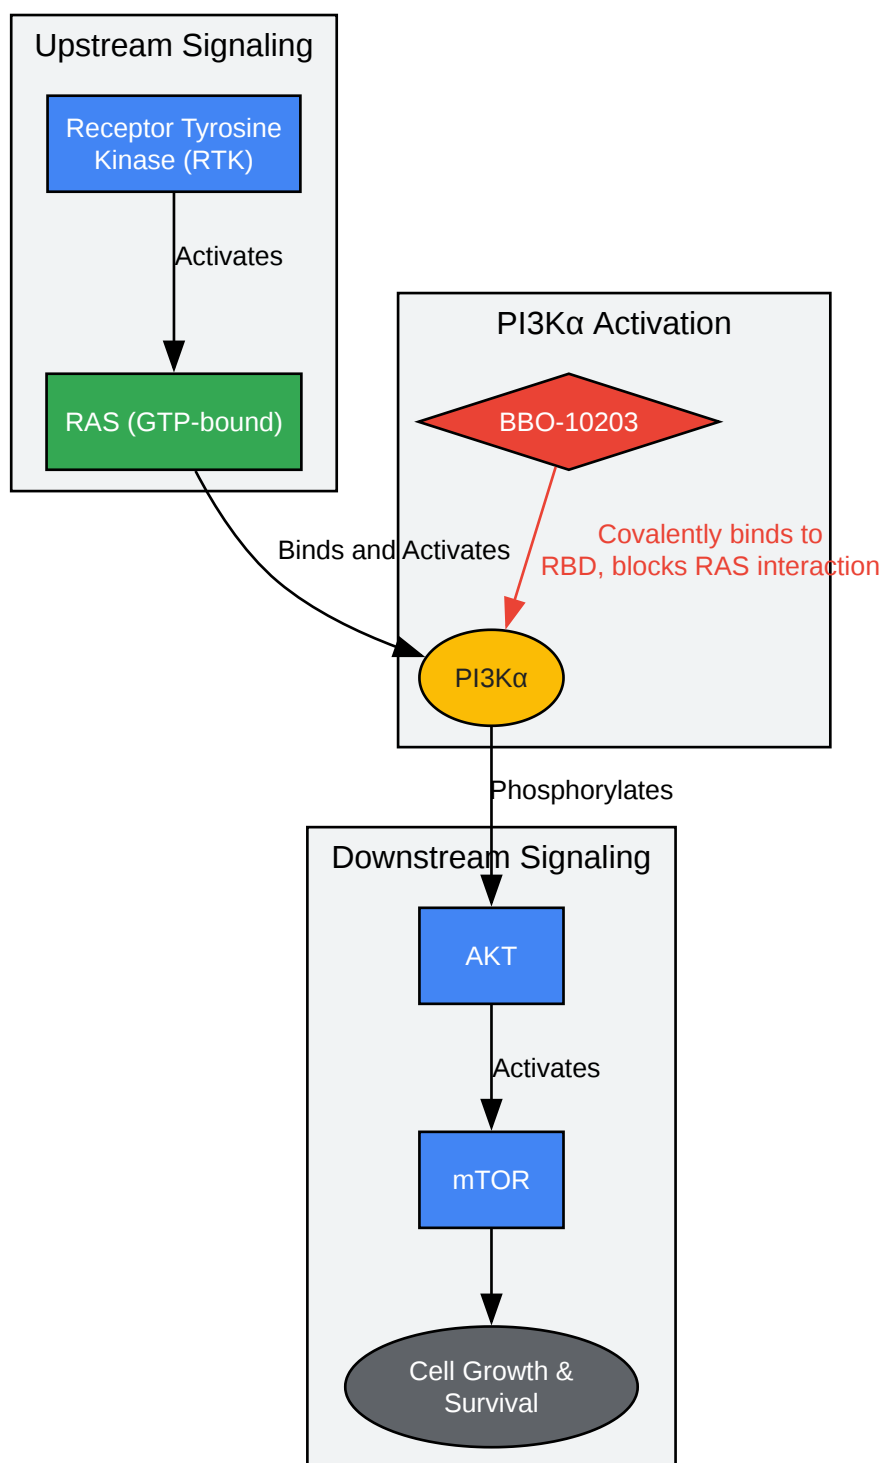 Upstream Signaling
Receptor Tyrosine
Kinase (RTK)
Activates
RAS (GTP-bound)
PI3Kα Activation
BBO-10203
Binds and Activates
Covalently binds to
RBD, blocks RAS interaction
PI3Kα
Phosphorylates
Downstream Signaling
AKT
Activates
mTOR
Cell Growth &
Survival